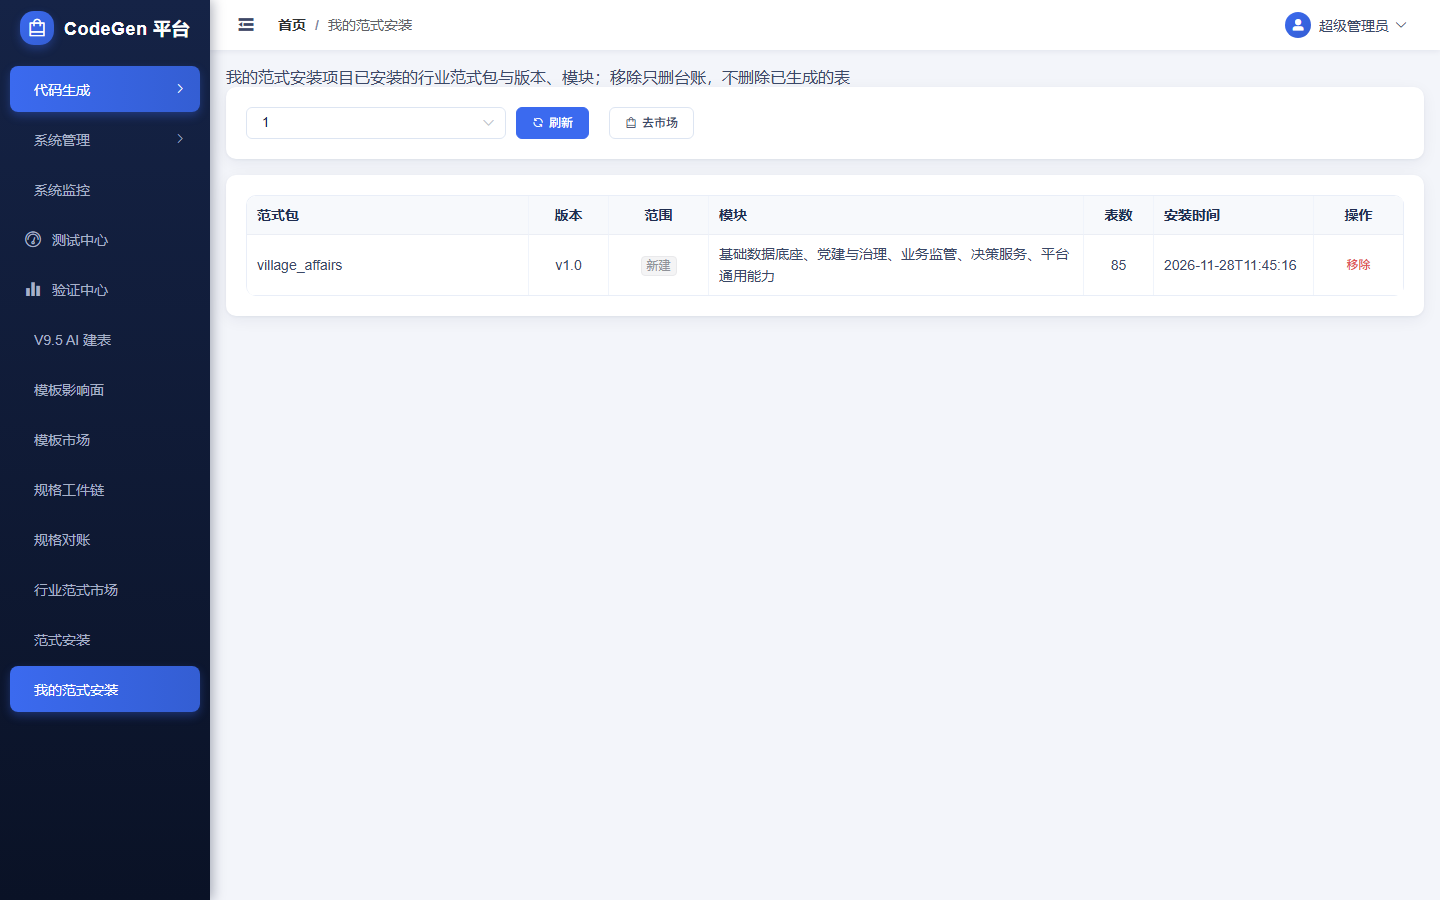 CodeGen 平台
代码生成
系统管理
系统监控
测试中心
验证中心
V9.5 AI 建表
模板影响面
模板市场
规格工件链
规格对账
行业范式市场
范式安装
我的范式安装
首页 / 我的范式安装
超级管理员
我的范式安装项目已安装的行业范式包与版本、模块；移除只删台账，不删除已生成的表
1 刷新 去市场
范式包 版本 范围 模块 表数 安装时间 操作
village_affairs v1.0 新建 基础数据底座、党建与治理、业务监管、决策服务、平台 85 2026-11-28T11:45:16 移除
通用能力